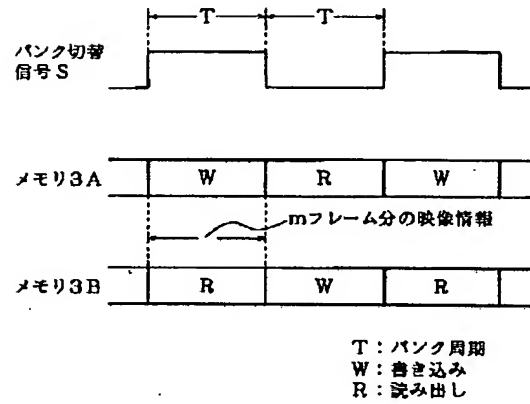 T T
バンク切替
信号S
メモリ3A W R W
mフレーム分の映像情報
メモリ3B R W R
T：バンク周期
W：書き込み
R：読み出し